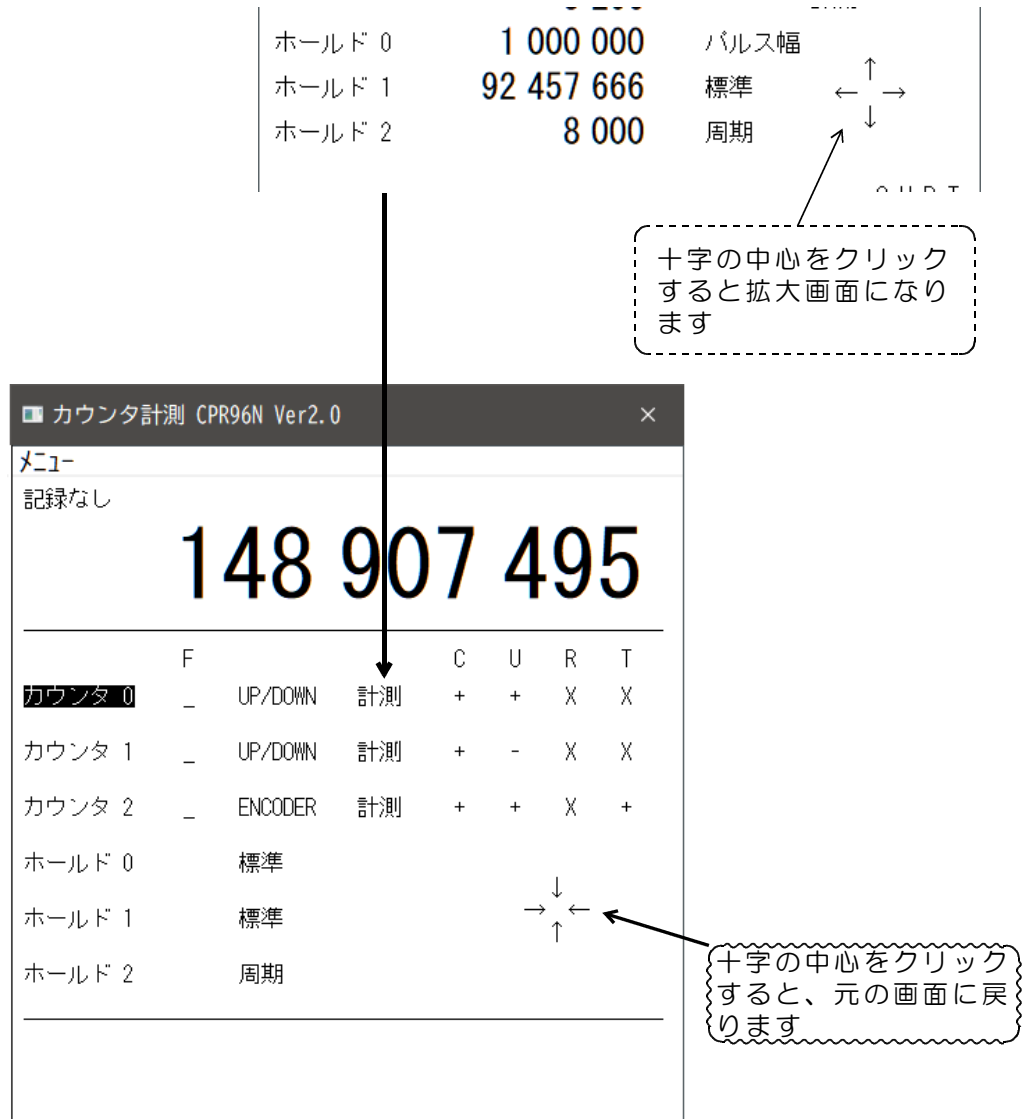 ホールド 0 1 000 000 パルス幅
ホールド 1 92 457 666 標準 ← ↑ →
ホールド 2 8 000 周期 ↓
十字の中心をクリック
すると拡大画面になり
ます
カウンタ計測 CPR96N Ver2.0 ×
メニュー
記録なし
148 907 495
F C U R T
カウンタ 0 _ UP/DOWN 計測 + + X X
カウンタ 1 _ UP/DOWN 計測 + - X X
カウンタ 2 _ ENCODER 計測 + + X +
ホールド 0 標準
ホールド 1 標準 → ↓ ←
ホールド 2 周期 ↑
十字の中心をクリック
すると、元の画面に戻
ります